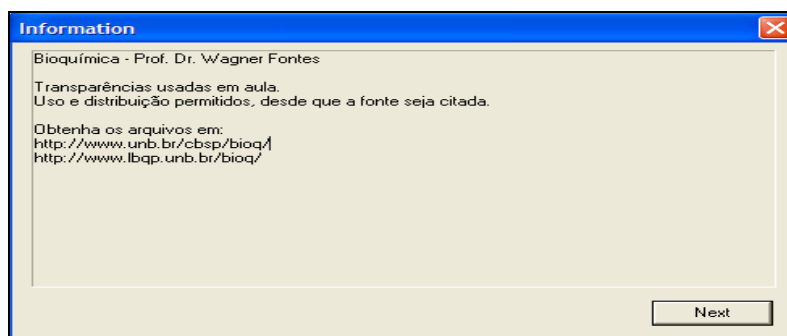 Information
Bioquímica - Prof. Dr. Wagner Fontes
Transparências usadas em aula.
Uso e distribuição permitidos, desde que a fonte seja citada.
Obtenha os arquivos em:
http://www.unb.br/cbsp/bioq/
http://www.lbqp.unb.br/bioq/
Next